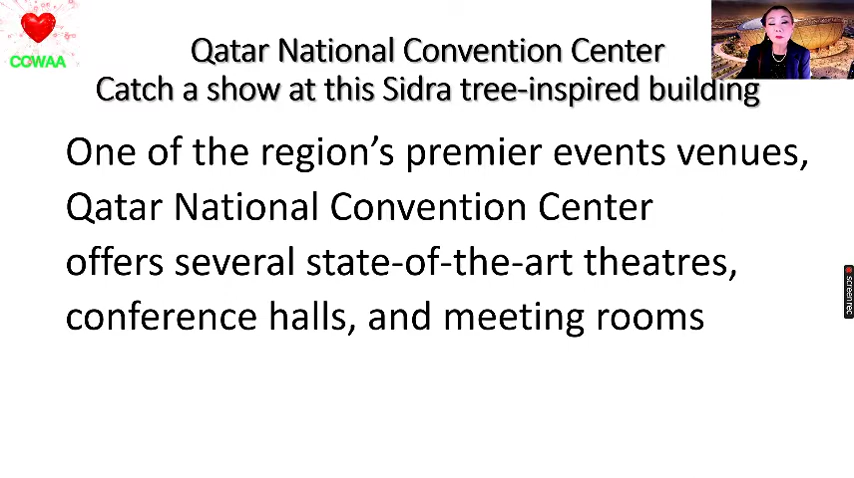 CCWAA
Qatar National Convention Center
Catch a show at this Sidra tree-inspired building
One of the region’s premier events venues,
Qatar National Convention Center
offers several state-of-the-art theatres,
conference halls, and meeting rooms
screenrec